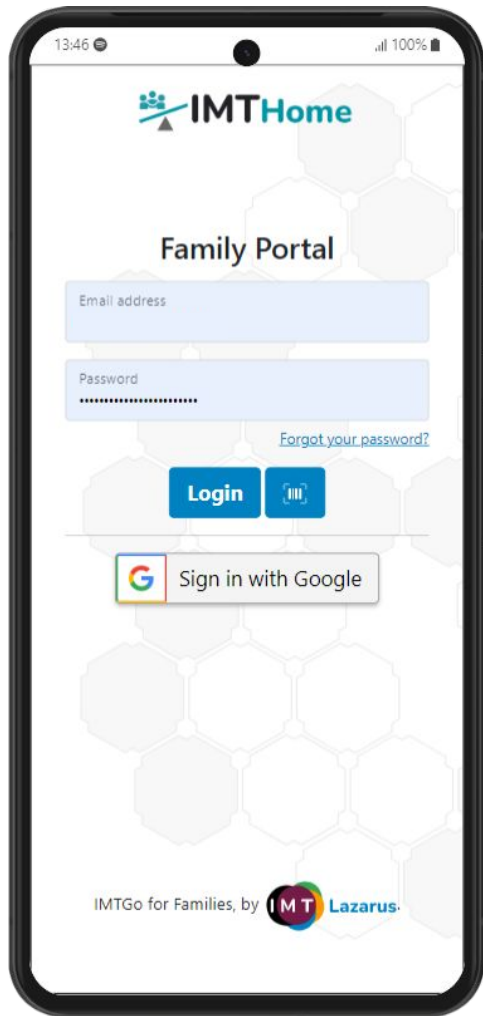 13:46 100%
IMTHome
Family Portal
Email address
Password
Forgot your password?
Login
Sign in with Google
IMTGo for Families, by IMT Lazarus.